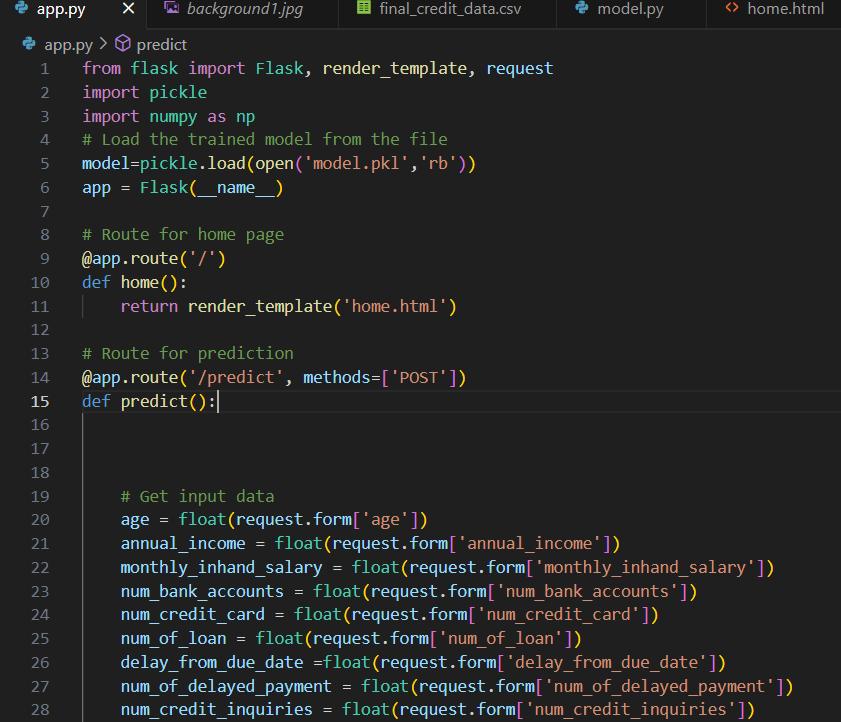 app.py × background1.jpg final_credit_data.csv model.py <> home.html
app.py > predict
1 from flask import Flask, render_template, request
2 import pickle
3 import numpy as np
4 # Load the trained model from the file
5 model=pickle.load(open('model.pkl','rb'))
6 app = Flask(__name__)
7
8 # Route for home page
9 @app.route('/')
10 def home():
11     return render_template('home.html')
12
13 # Route for prediction
14 @app.route('/predict', methods=['POST'])
15 def predict():
16
17
18
19     # Get input data
20     age = float(request.form['age'])
21     annual_income = float(request.form['annual_income'])
22     monthly_inhand_salary = float(request.form['monthly_inhand_salary'])
23     num_bank_accounts = float(request.form['num_bank_accounts'])
24     num_credit_card = float(request.form['num_credit_card'])
25     num_of_loan = float(request.form['num_of_loan'])
26     delay_from_due_date =float(request.form['delay_from_due_date'])
27     num_of_delayed_payment = float(request.form['num_of_delayed_payment'])
28     num_credit_inquiries = float(request.form['num_credit_inquiries'])